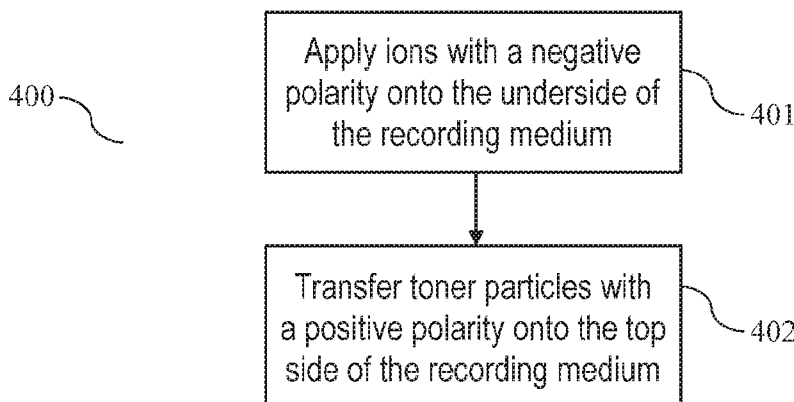 Apply ions with a negative
polarity onto the underside of
the recording medium
400
401
Transfer toner particles with
a positive polarity onto the top
side of the recording medium
402